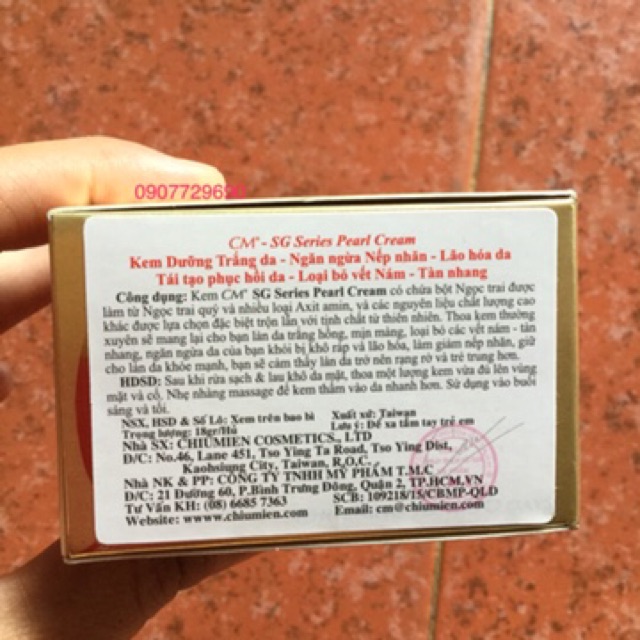 0907729699
CM® - SG Series Pearl Cream
Kem Dưỡng Trắng da - Ngăn ngừa Nếp nhăn - Lão hóa da
Tái tạo phục hồi da - Loại bỏ vết Nám - Tàn nhang
Công dụng: Kem CM® SG Series Pearl Cream có chứa bột Ngọc trai được
làm từ Ngọc trai quý và nhiều loại Axit amin, và các nguyên liệu chất lượng cao
khác được lựa chọn đặc biệt trộn lẫn với tinh chất từ thiên nhiên. Thoa kem thường
xuyên sẽ mang lại cho bạn làn da trắng hồng, mịn màng, loại bỏ các vết nám - tàn
nhang, ngăn ngừa da của bạn khỏi bị khô ráp và lão hóa, làm giảm nếp nhăn, giữ
cho làn da khỏe mạnh, bạn sẽ cảm thấy làn da trở nên rạng rỡ và trẻ trung hơn.
HDSD: Sau khi rửa sạch & lau khô da mặt, thoa một lượng kem vừa đủ lên vùng
mặt và cổ. Nhẹ nhàng massage để kem thấm vào da nhanh hơn. Sử dụng vào buổi
sáng và tối.
NSX, HSD & Số Lô: Xem trên bao bì Xuất xứ: Taiwan
Trọng lượng: 18gr/Hũ Lưu ý: Để xa tầm tay trẻ em
Nhà SX: CHIUMIEN COSMETICS., LTD
Đ/C: No.46, Lane 451, Tso Ying Ta Road, Tso Ying Dist,
Kaohsiung City, Taiwan, R.O.C.
Nhà NK & PP: CÔNG TY TNHH MỸ PHẨM T.M.C
Đ/C: 21 Đường 60, P.Bình Trưng Đông, Quận 2, TP.HCM.VN
Tư Vấn KH: (08) 6685 7363 SCB: 109218/15/CBMP-QLD
Website: www.chiumien.com Email: cm@chiumien.com